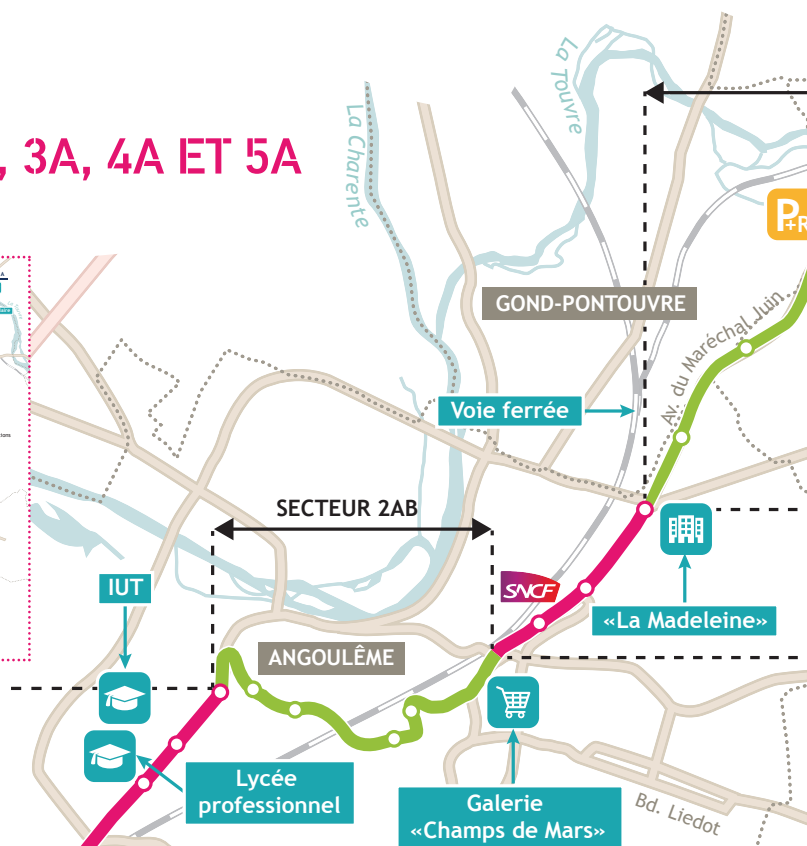 , 3A, 4A ET 5A
La Touvre
La Charente
P+R
GOND-PONTOUVRE
Av. du Maréchal Juin
Voie ferrée
SECTEUR 2AB
SNCF
IUT
«La Madeleine»
ANGOULÊME
Lycée
professionnel
Galerie
«Champs de Mars»
Bd. Liedot